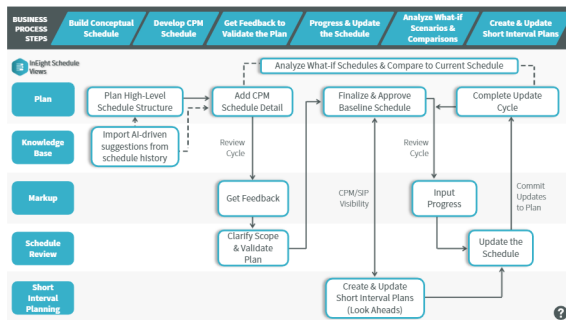 BUSINESS
PROCESS
STEPS
Build Conceptual
Schedule
Develop CPM
Schedule
Get Feedback to
Validate the Plan
Progress & Update
the Schedule
Analyze What-if
Scenarios &
Comparisons
Create & Update
Short Interval Plans
InEight Schedule
Views
Analyze What-If Schedules & Compare to Current Schedule
Plan
Plan High-Level
Schedule Structure
Add CPM
Schedule Detail
Finalize & Approve
Baseline Schedule
Complete Update
Cycle
Knowledge
Base
Import AI-driven
suggestions from
schedule history
Review
Cycle
Review
Cycle
Markup
Get Feedback
CPM/SIP
Visibility
Input
Progress
Commit
Updates
to Plan
Schedule
Review
Clarify Scope
& Validate
Plan
Update the
Schedule
Short
Interval
Planning
Create & Update
Short Interval Plans
(Look Aheads)
?